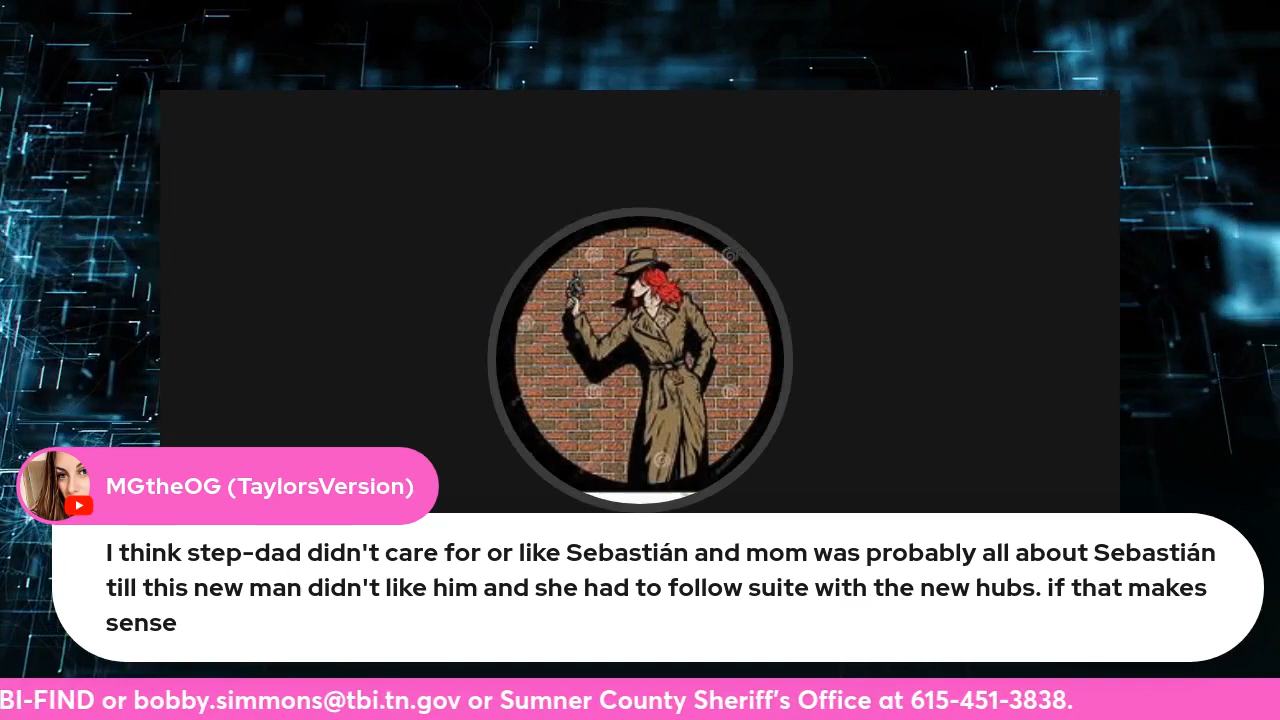 MGtheOG (TaylorsVersion)
I think step-dad didn't care for or like Sebastián and mom was probably all about Sebastián
till this new man didn't like him and she had to follow suite with the new hubs. if that makes
sense
BI-FIND or bobby.simmons@tbi.tn.gov or Sumner County Sheriff's Office at 615-451-3838.